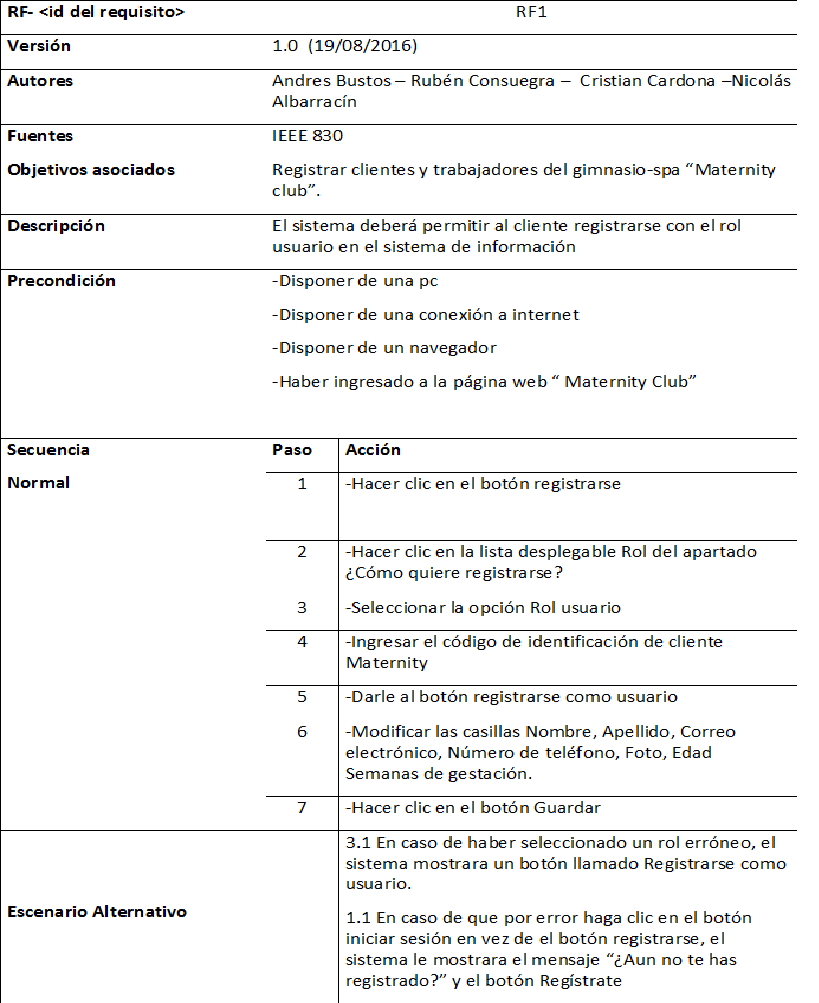 RF- <id del requisito> RF1
Versión 1.0 (19/08/2016)
Autores Andres Bustos – Rubén Consuegra – Cristian Cardona –Nicolás
Albarracín
Fuentes IEEE 830
Objetivos asociados Registrar clientes y trabajadores del gimnasio-spa “Maternity
club”.
Descripción El sistema deberá permitir al cliente registrarse con el rol
usuario en el sistema de información
Precondición -Disponer de una pc
-Disponer de una conexión a internet
-Disponer de un navegador
-Haber ingresado a la página web “ Maternity Club”
Secuencia Paso Acción
Normal 1 -Hacer clic en el botón registrarse
2 -Hacer clic en la lista desplegable Rol del apartado
¿Cómo quiere registrarse?
3 -Seleccionar la opción Rol usuario
4 -Ingresar el código de identificación de cliente
Maternity
5 -Darle al botón registrarse como usuario
6 -Modificar las casillas Nombre, Apellido, Correo
electrónico, Número de teléfono, Foto, Edad
Semanas de gestación.
7 -Hacer clic en el botón Guardar
3.1 En caso de haber seleccionado un rol erróneo, el
sistema mostrara un botón llamado Registrarse como
usuario.
Escenario Alternativo
1.1 En caso de que por error haga clic en el botón
iniciar sesión en vez de el botón registrarse, el
sistema le mostrara el mensaje “¿Aun no te has
registrado?” y el botón Regístrate